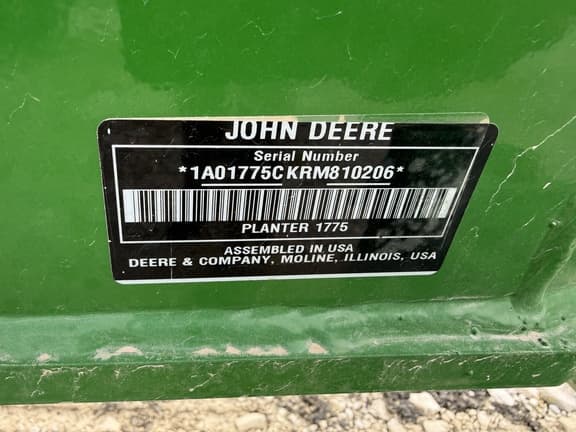 JOHN DEERE
Serial Number
*1A01775CKRM810206*
PLANTER 1775
ASSEMBLED IN USA
DEERE & COMPANY, MOLINE, ILLINOIS, USA